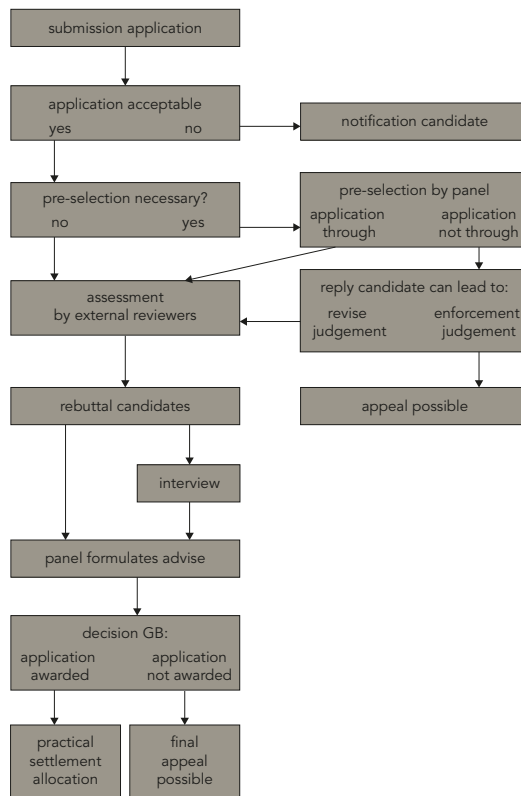 submission application
application acceptable
yes no
notification candidate
pre-selection necessary?
no yes
pre-selection by panel
application application
through not through
assessment
by external reviewers
reply candidate can lead to:
revise enforcement
judgement judgement
rebuttal candidates
appeal possible
interview
panel formulates advise
decision GB:
application application
awarded not awarded
practical
settlement
allocation
final
appeal
possible